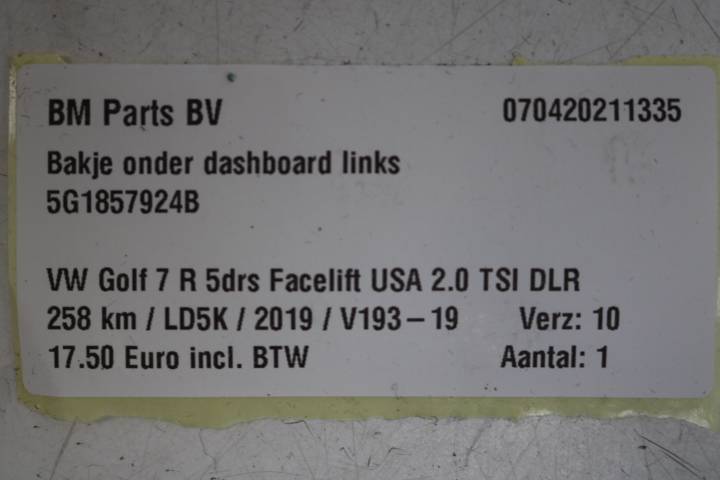 BM Parts BV 070420211335
Bakje onder dashboard links
5G1857924B
VW Golf 7 R 5drs Facelift USA 2.0 TSI DLR
258 km / LD5K / 2019 / V193-19 Verz: 10
17.50 Euro incl. BTW Aantal: 1